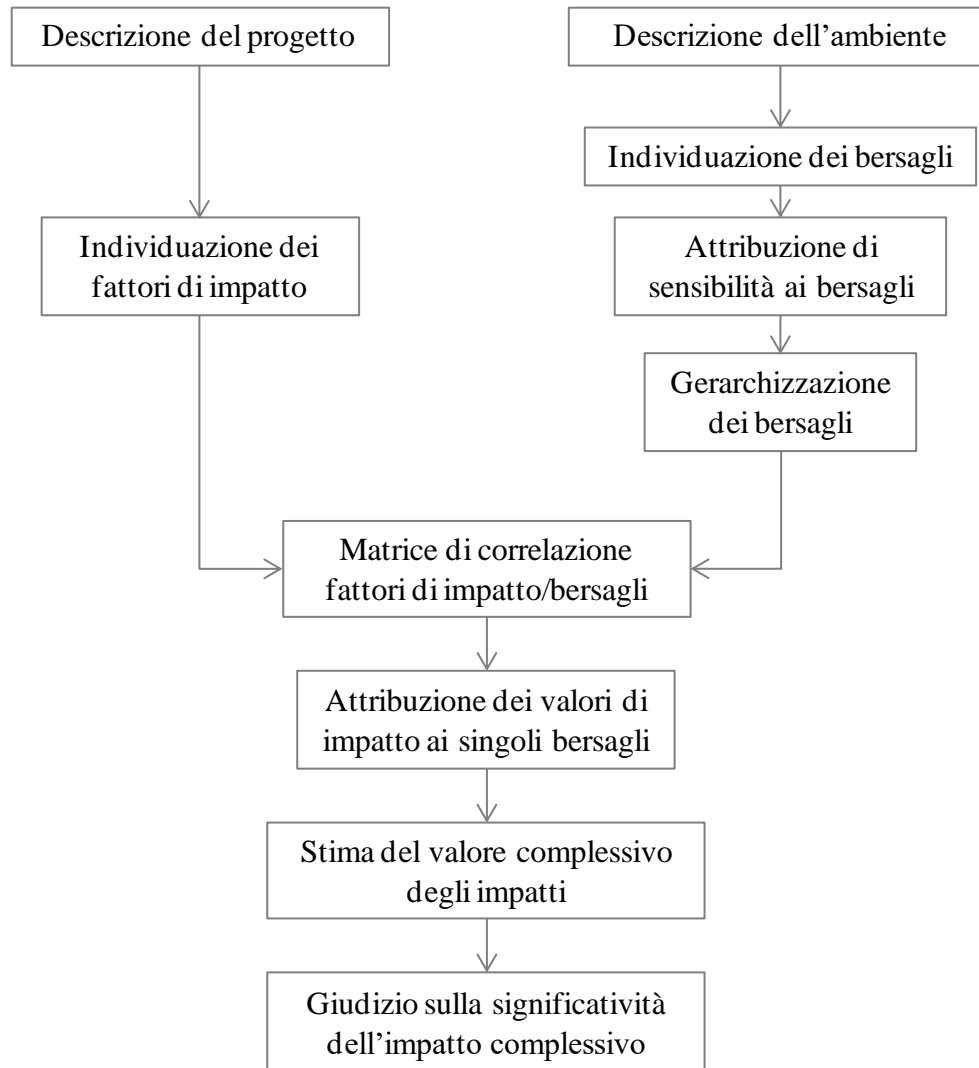 Descrizione del progetto
Descrizione dell’ambiente
Individuazione dei bersagli
Individuazione dei
fattori di impatto
Attribuzione di
sensibilità ai bersagli
Gerarchizzazione
dei bersagli
Matrice di correlazione
fattori di impatto/bersagli
Attribuzione dei valori di
impatto ai singoli bersagli
Stima del valore complessivo
degli impatti
Giudizio sulla significatività
dell’impatto complessivo